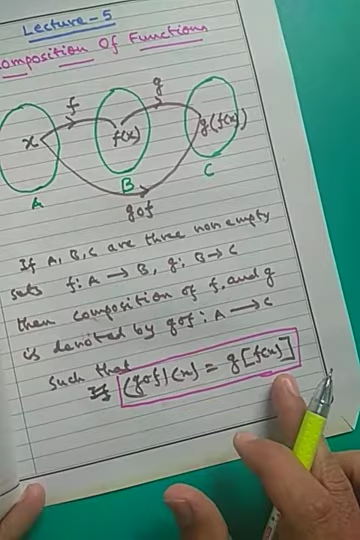 Lecture - 5
Composition Of Functions
f
g
x
f(x)
g(f(x))
A
B
C
gof
If A, B, C are three non empty
sets f: A → B, g: B → C
then composition of f, and g
is denoted by gof : A → C
such that
(gof)(x) = g[f(x)]